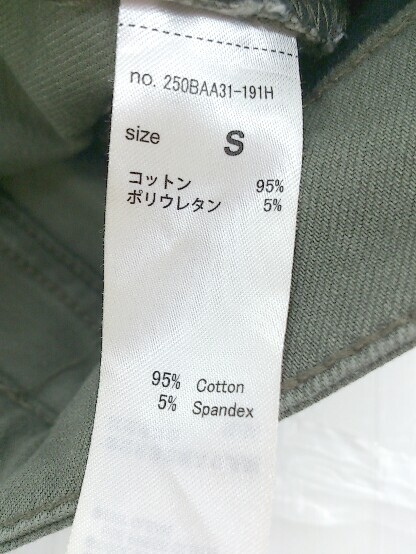 no. 250BAA31-191H
size S
コットン 95%
ポリウレタン 5%
95% Cotton
5% Spandex